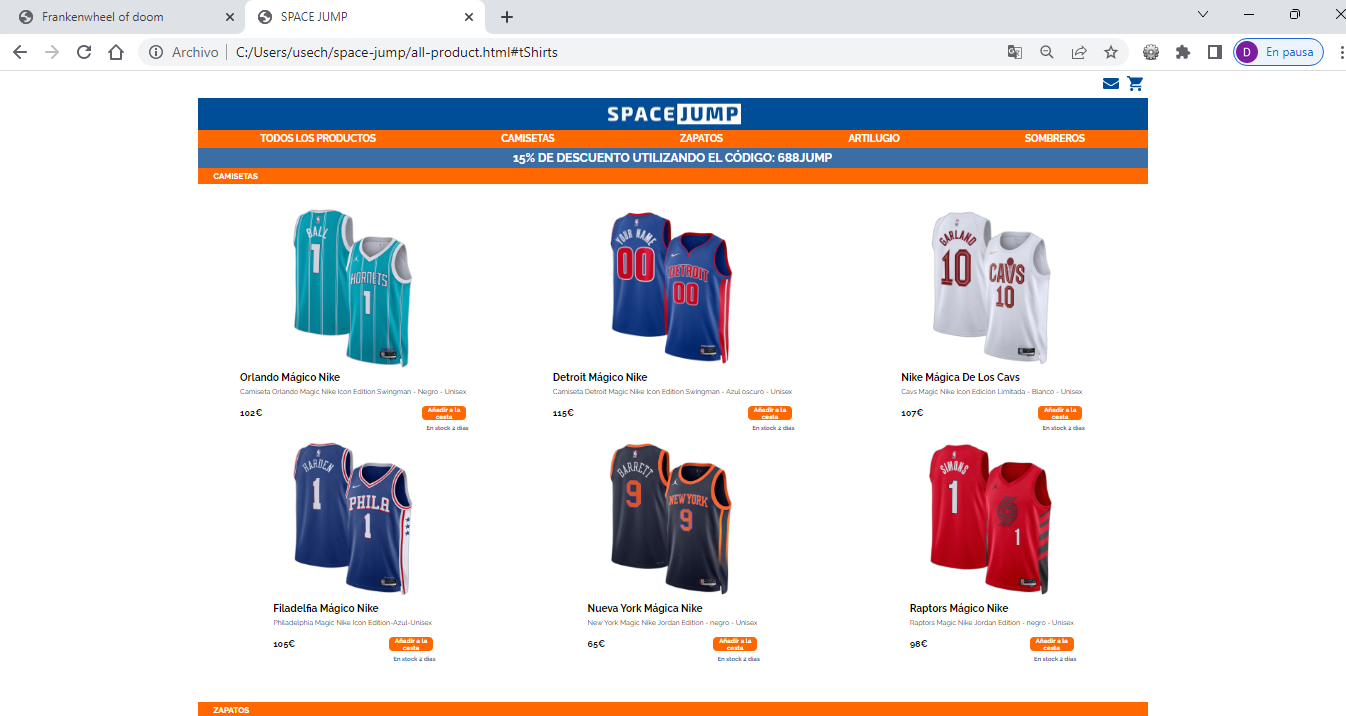 Frankenwheel of doom
SPACE JUMP
Archivo
C:/Users/usech/space-jump/all-product.html#tShirts
D
En pausa
SPACE JUMP
TODOS LOS PRODUCTOS
CAMISETAS
ZAPATOS
ARTILUGIO
SOMBREROS
15% DE DESCUENTO UTILIZANDO EL CÓDIGO: 688JUMP
CAMISETAS
BALL
1
HORNETS
1
YOUR NAME
00
DETROIT
00
GARLAND
10
CAVS
10
Orlando Mágico Nike
Camiseta Orlando Magic Nike Icon Edition Swingman - Negro - Unisex
102€
Añadir a la
cesta
En stock 2 días
Detroit Mágico Nike
Camiseta Detroit Magic Nike Icon Edition Swingman - Azul oscuro - Unisex
115€
Añadir a la
cesta
En stock 2 días
Nike Mágica De Los Cavs
Cavs Magic Nike Icon Edición Limitada - Blanco - Unisex
107€
Añadir a la
cesta
En stock 2 días
HARDEN
1
PHILA
1
BARRETT
9
NEW YORK
9
SIMONS
1
1
Filadelfia Mágico Nike
Philadelphia Magic Nike Icon Edition-Azul-Unisex
105€
Añadir a la
cesta
En stock 2 días
Nueva York Mágica Nike
New York Magic Nike Jordan Edition - negro - Unisex
65€
Añadir a la
cesta
En stock 2 días
Raptors Mágico Nike
Raptors Magic Nike Jordan Edition - negro - Unisex
98€
Añadir a la
cesta
En stock 2 días
ZAPATOS